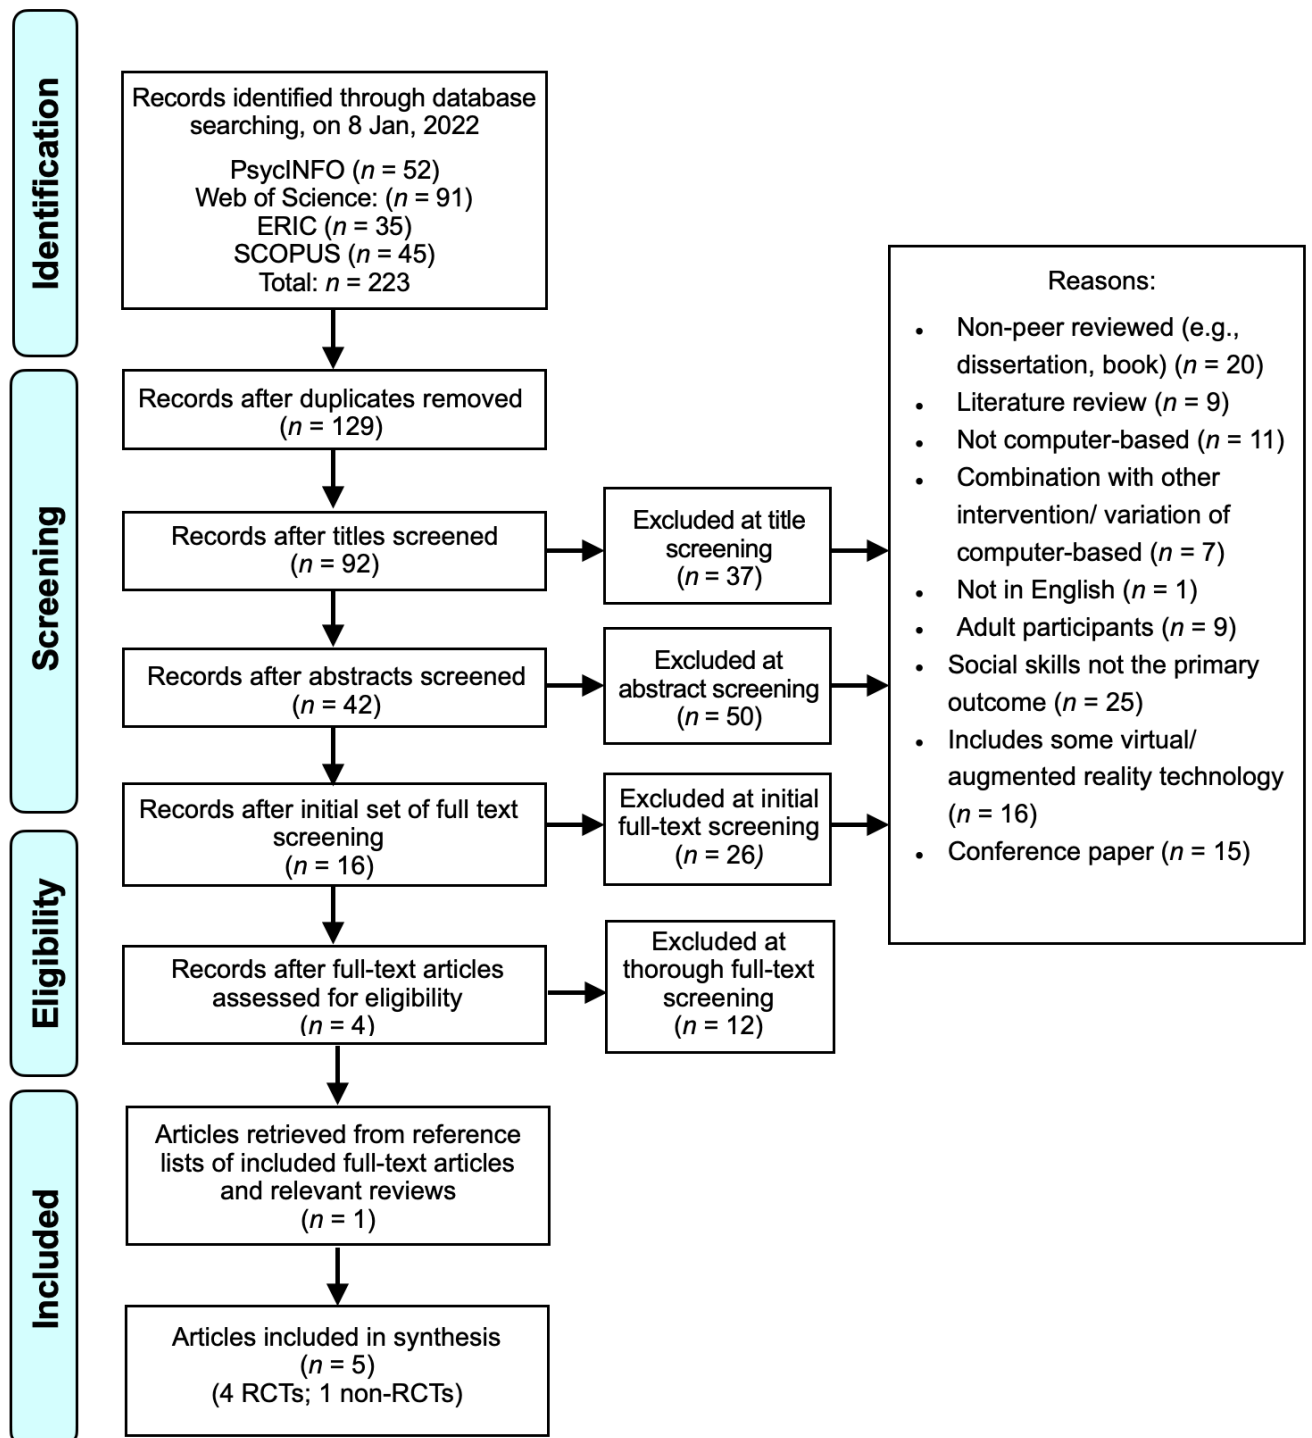 Identification
Records identified through database
searching, on 8 Jan, 2022
PsycINFO (n = 52)
Web of Science: (n = 91)
ERIC (n = 35)
SCOPUS (n = 45)
Total: n = 223
Screening
Records after duplicates removed
(n = 129)
Records after titles screened
(n = 92)
Excluded at title
screening
(n = 37)
Records after abstracts screened
(n = 42)
Excluded at
abstract screening
(n = 50)
Records after initial set of full text
screening
(n = 16)
Excluded at initial
full-text screening
(n = 26)
Reasons:
• Non-peer reviewed (e.g.,
dissertation, book) (n = 20)
• Literature review (n = 9)
• Not computer-based (n = 11)
• Combination with other
intervention/ variation of
computer-based (n = 7)
• Not in English (n = 1)
• Adult participants (n = 9)
• Social skills not the primary
outcome (n = 25)
• Includes some virtual/
augmented reality technology
(n = 16)
• Conference paper (n = 15)
Eligibility
Records after full-text articles
assessed for eligibility
(n = 4)
Excluded at
thorough full-text
screening
(n = 12)
Included
Articles retrieved from reference
lists of included full-text articles
and relevant reviews
(n = 1)
Articles included in synthesis
(n = 5)
(4 RCTs; 1 non-RCTs)